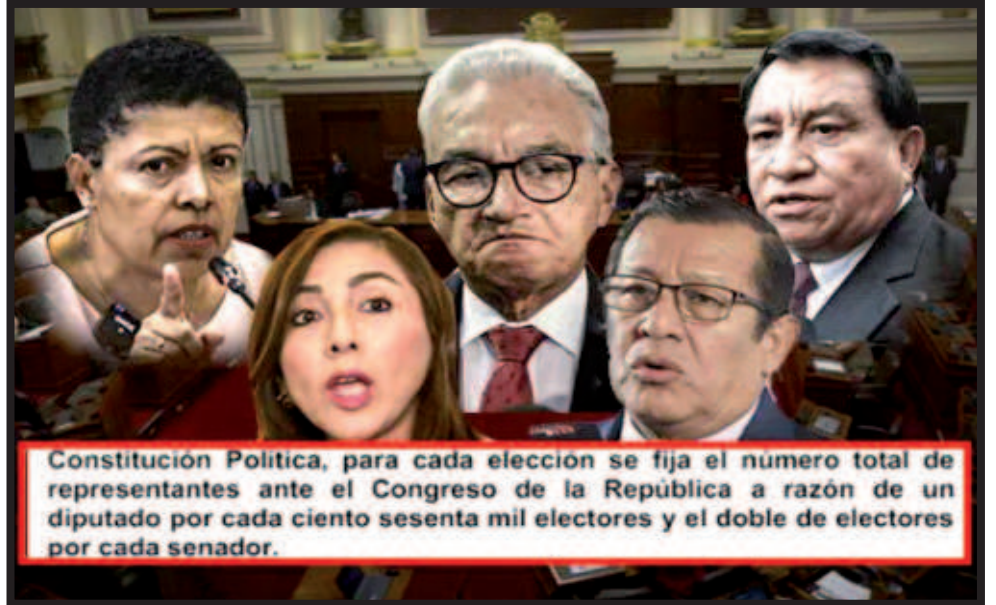 Constitución Política, para cada elección se fija el número total de
representantes ante el Congreso de la República a razón de un
diputado por cada ciento sesenta mil electores y el doble de electores
por cada senador.